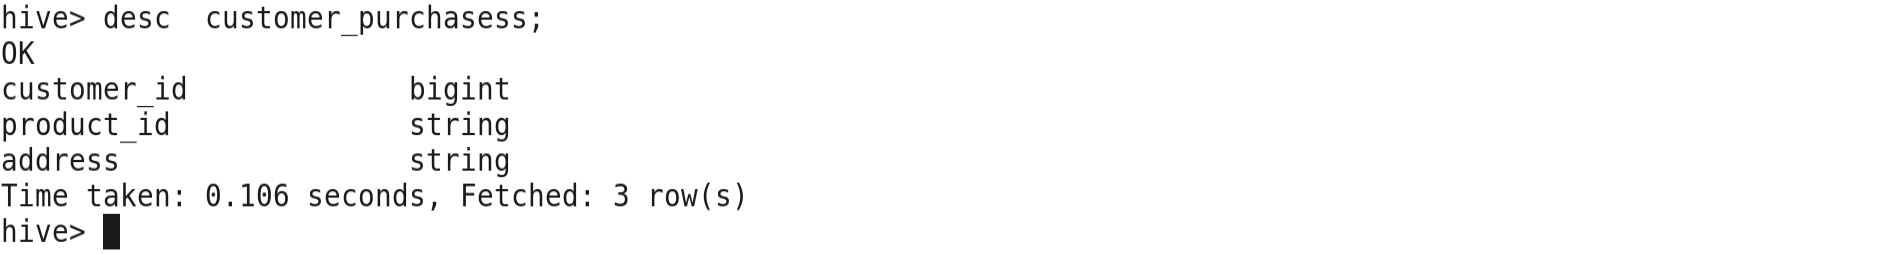 hive> desc  customer_purchasess;
OK
customer_id             bigint
product_id              string
address                 string
Time taken: 0.106 seconds, Fetched: 3 row(s)
hive>